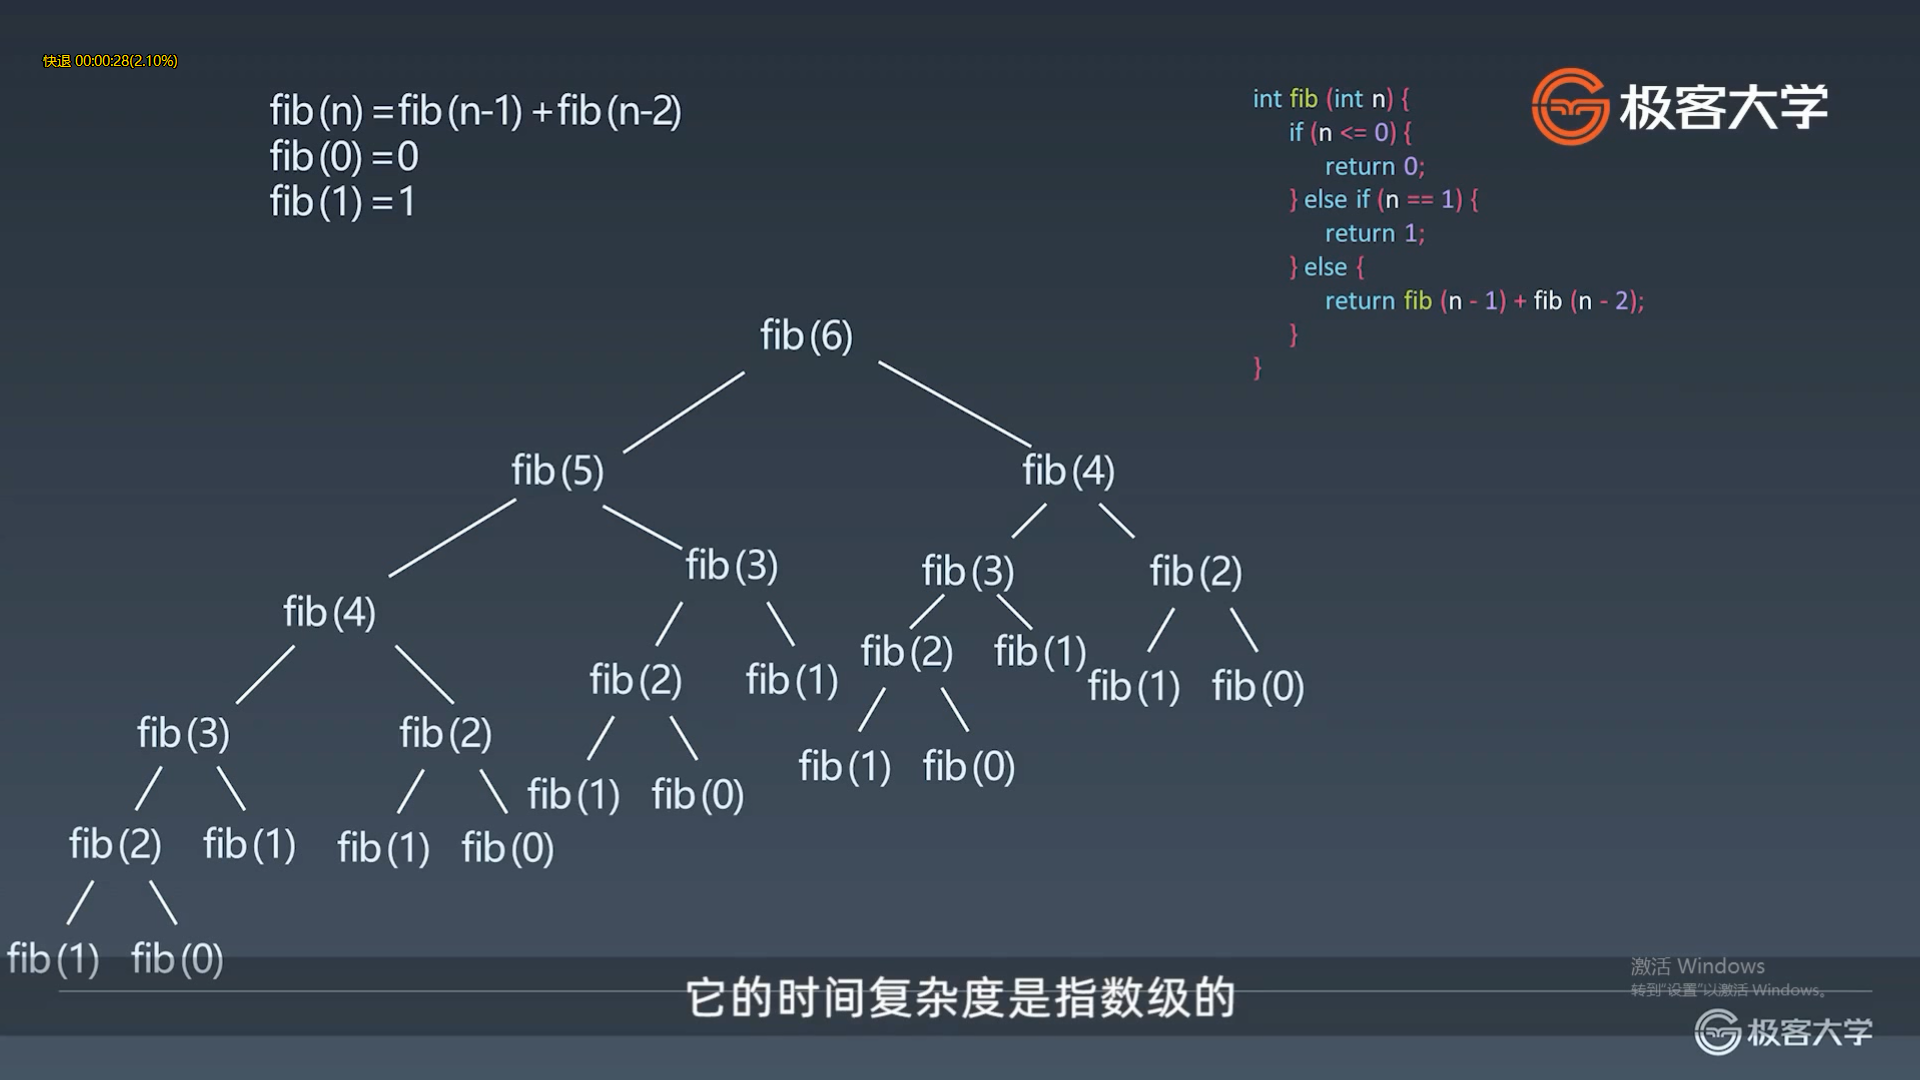 快退 00:00:28(2.10%)
fib(n) =fib(n-1) +fib(n-2)
fib(0) =0
fib(1) =1
int fib (int n) {
if (n <= 0) {
return 0;
} else if (n == 1) {
return 1;
} else {
return fib (n - 1) + fib (n - 2);
}
}
极客大学
fib(6)
fib(5) fib(4)
fib(3) fib(3) fib(2)
fib(4)
fib(2) fib(1)
fib(2) fib(1) fib(1) fib(0)
fib(3) fib(2)
fib(1) fib(0)
fib(1) fib(0)
fib(2) fib(1) fib(1) fib(0)
fib(1) fib(0)
它的时间复杂度是指数级的
激活 Windows
转到“设置”以激活 Windows。
极客大学